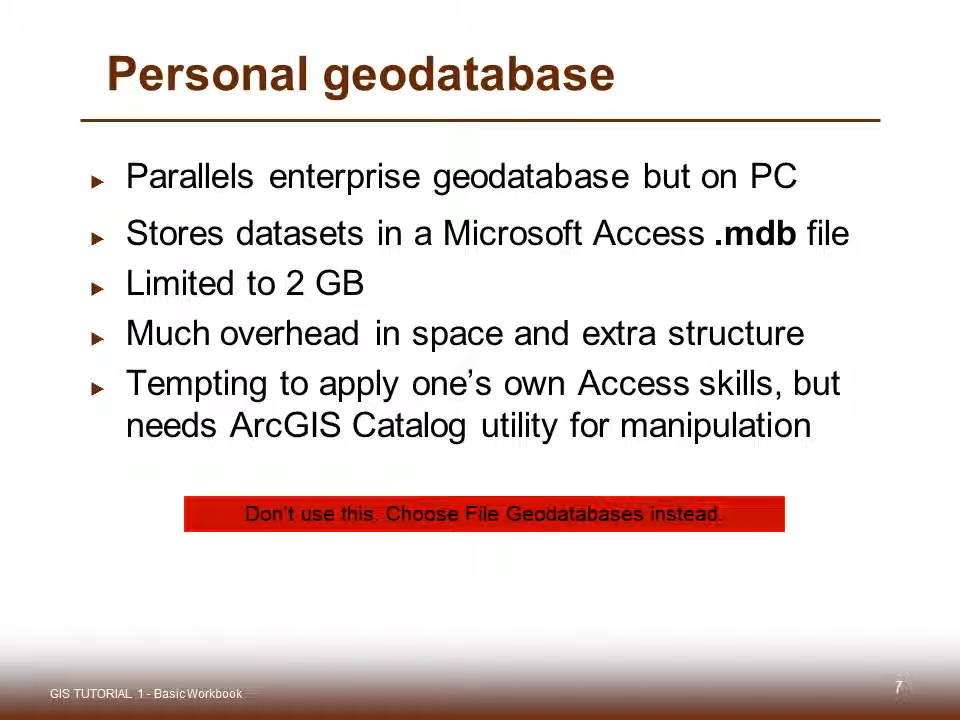 Personal geodatabase
Parallels enterprise geodatabase but on PC
Stores datasets in a Microsoft Access .mdb file
Limited to 2 GB
Much overhead in space and extra structure
Tempting to apply one’s own Access skills, but
needs ArcGIS Catalog utility for manipulation
Don't use this. Choose File Geodatabases instead.
GIS TUTORIAL 1 - Basic Workbook
7